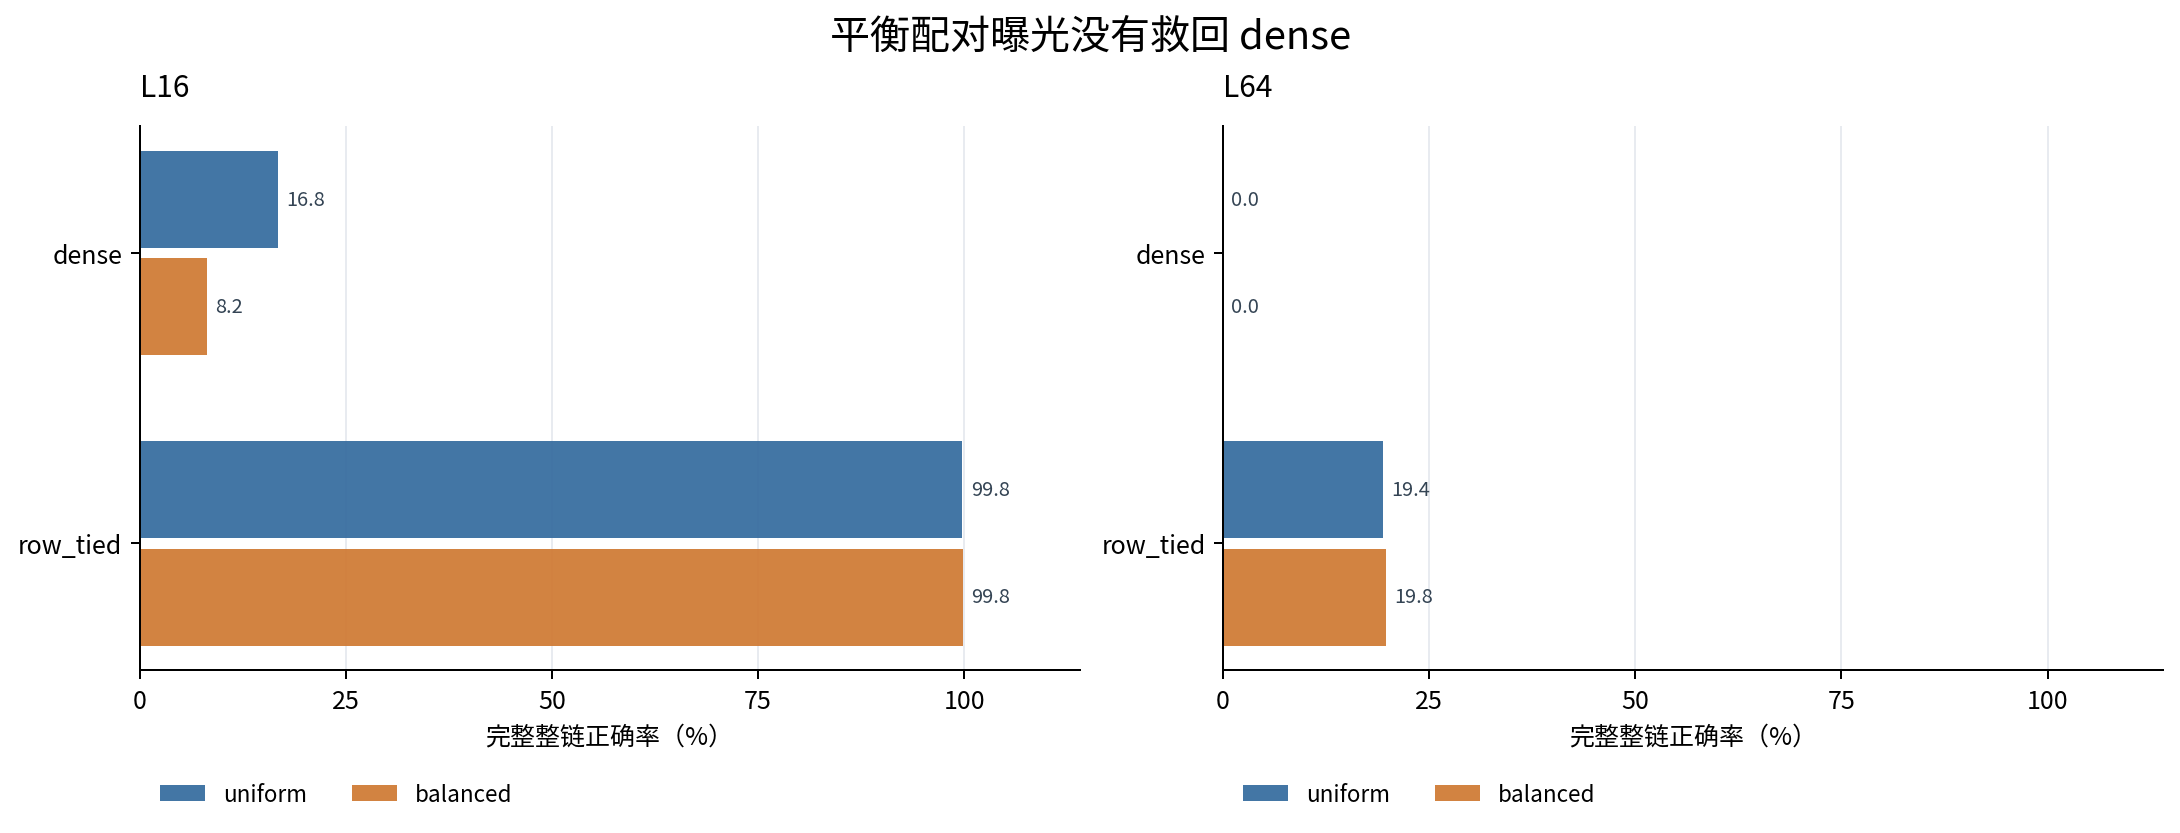 平衡配对曝光没有救回 dense
L16
dense
16.8
8.2
row_tied
99.8
99.8
0 25 50 75 100
完整整链正确率（%）
uniform balanced
L64
dense
0.0
0.0
row_tied
19.4
19.8
0 25 50 75 100
完整整链正确率（%）
uniform balanced